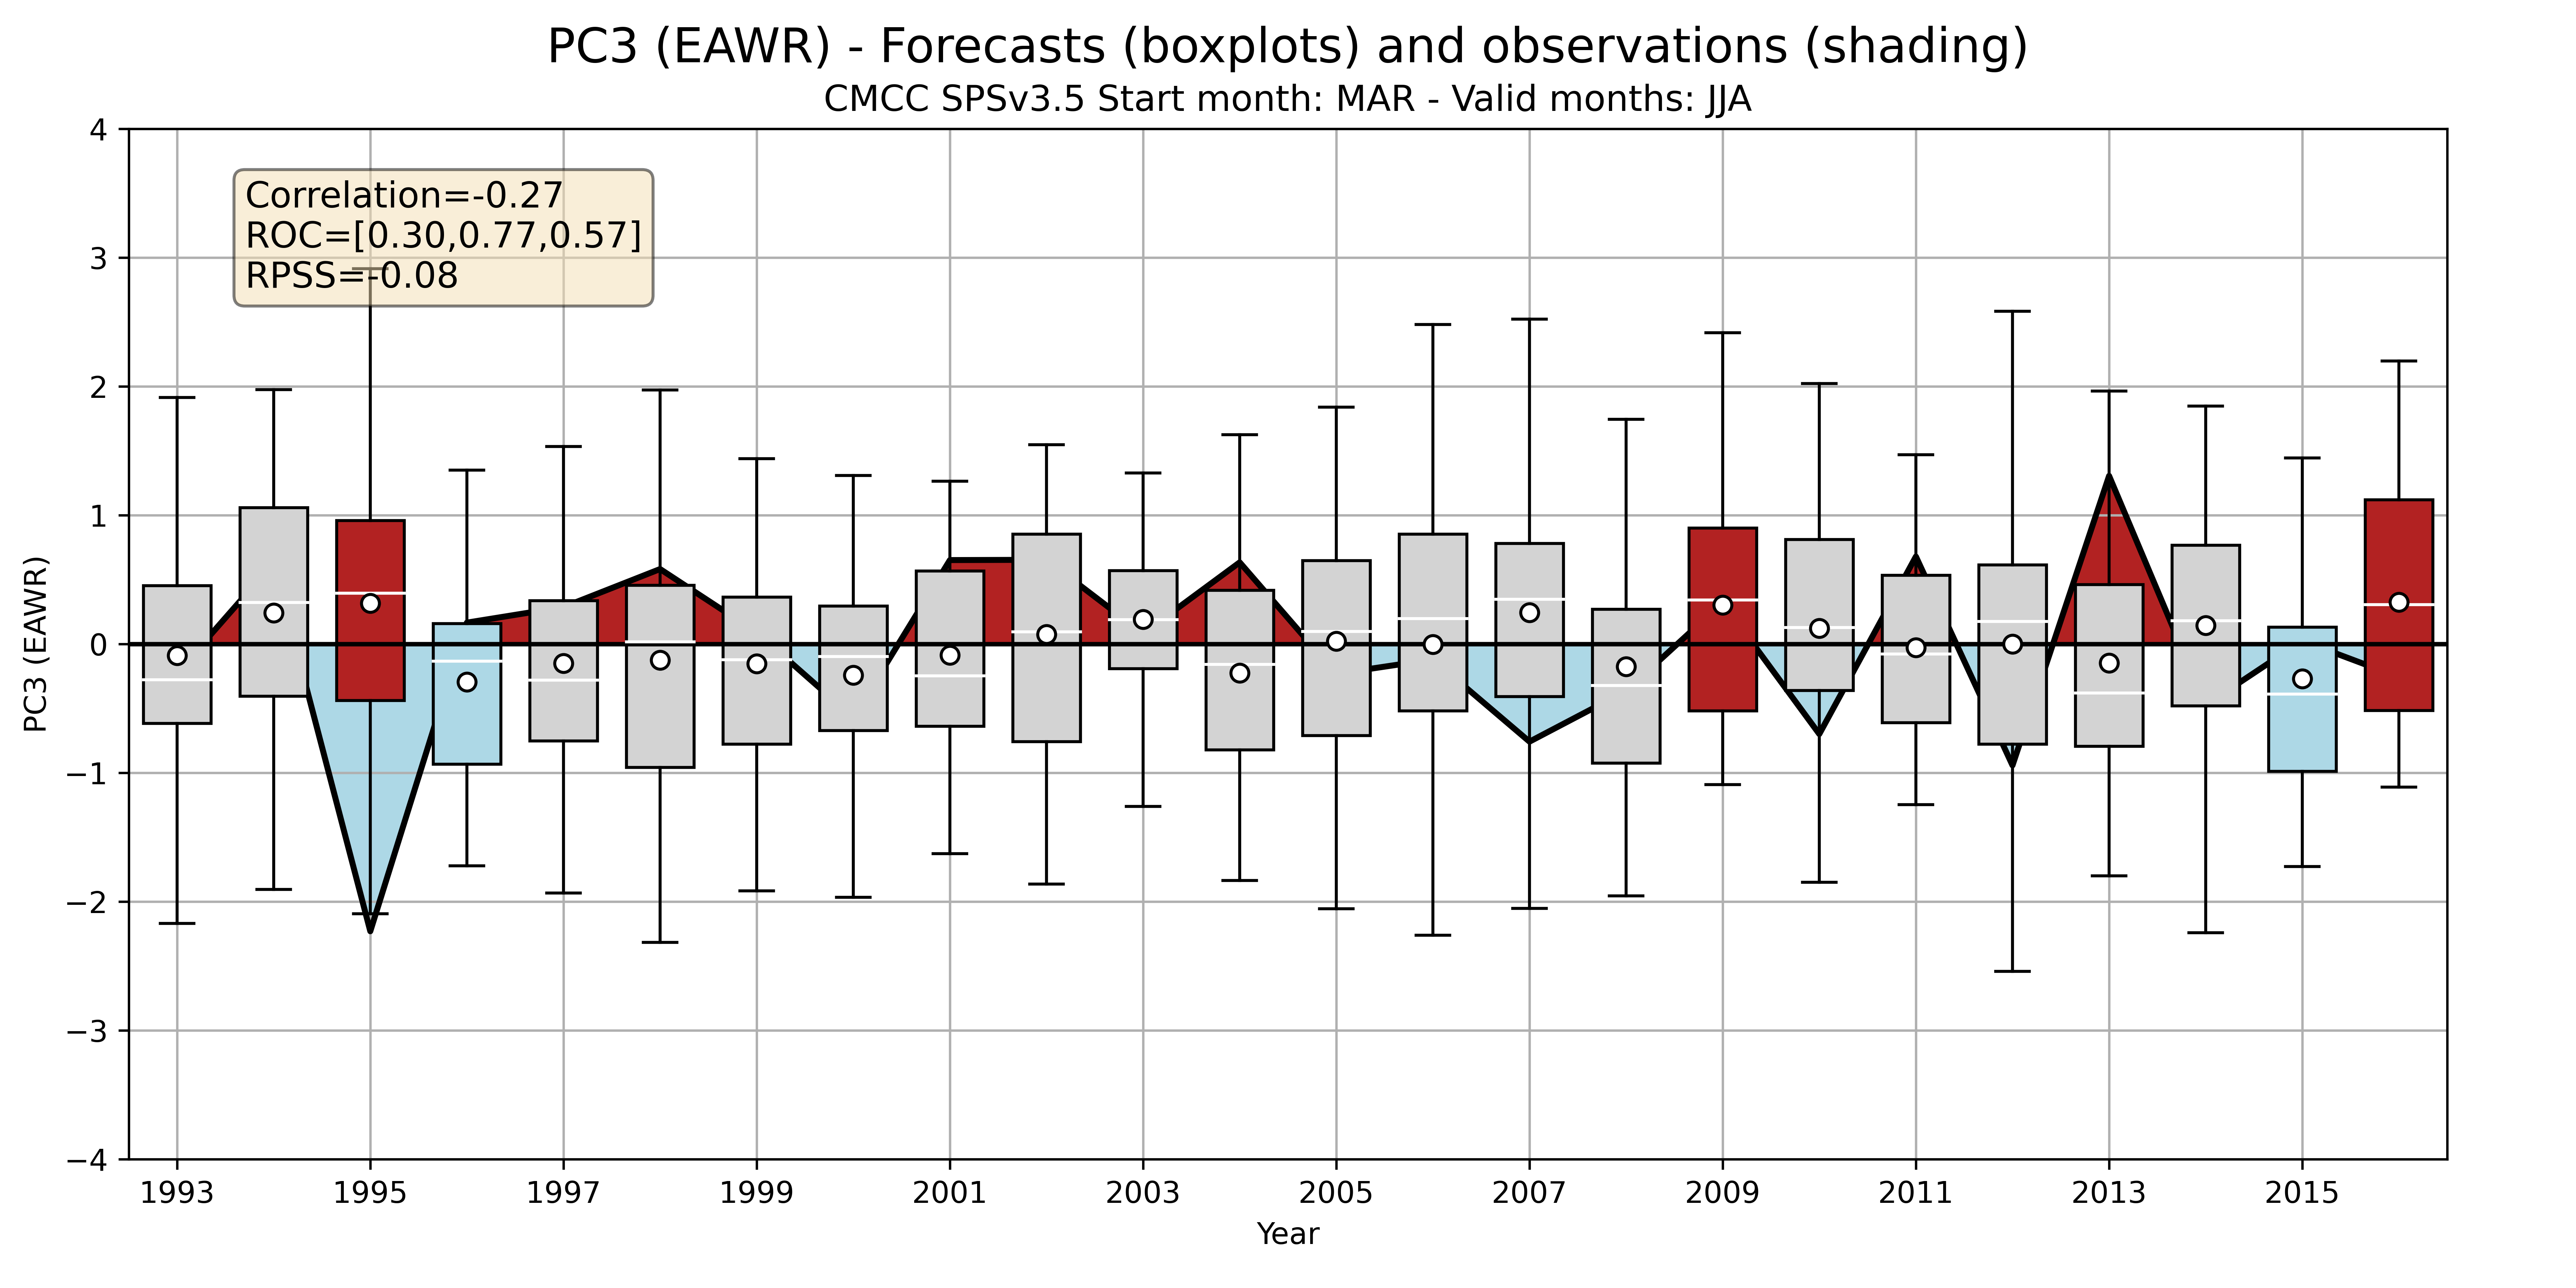 PC3 (EAWR) - Forecasts (boxplots) and observations (shading)
CMCC SPSv3.5 Start month: MAR - Valid months: JJA
Correlation=-0.27
ROC=[0.30,0.77,0.57]
RPSS=-0.08
PC3 (EAWR)
4
3
2
1
0
−1
−2
−3
−4
1993 1995 1997 1999 2001 2003 2005 2007 2009 2011 2013 2015
Year